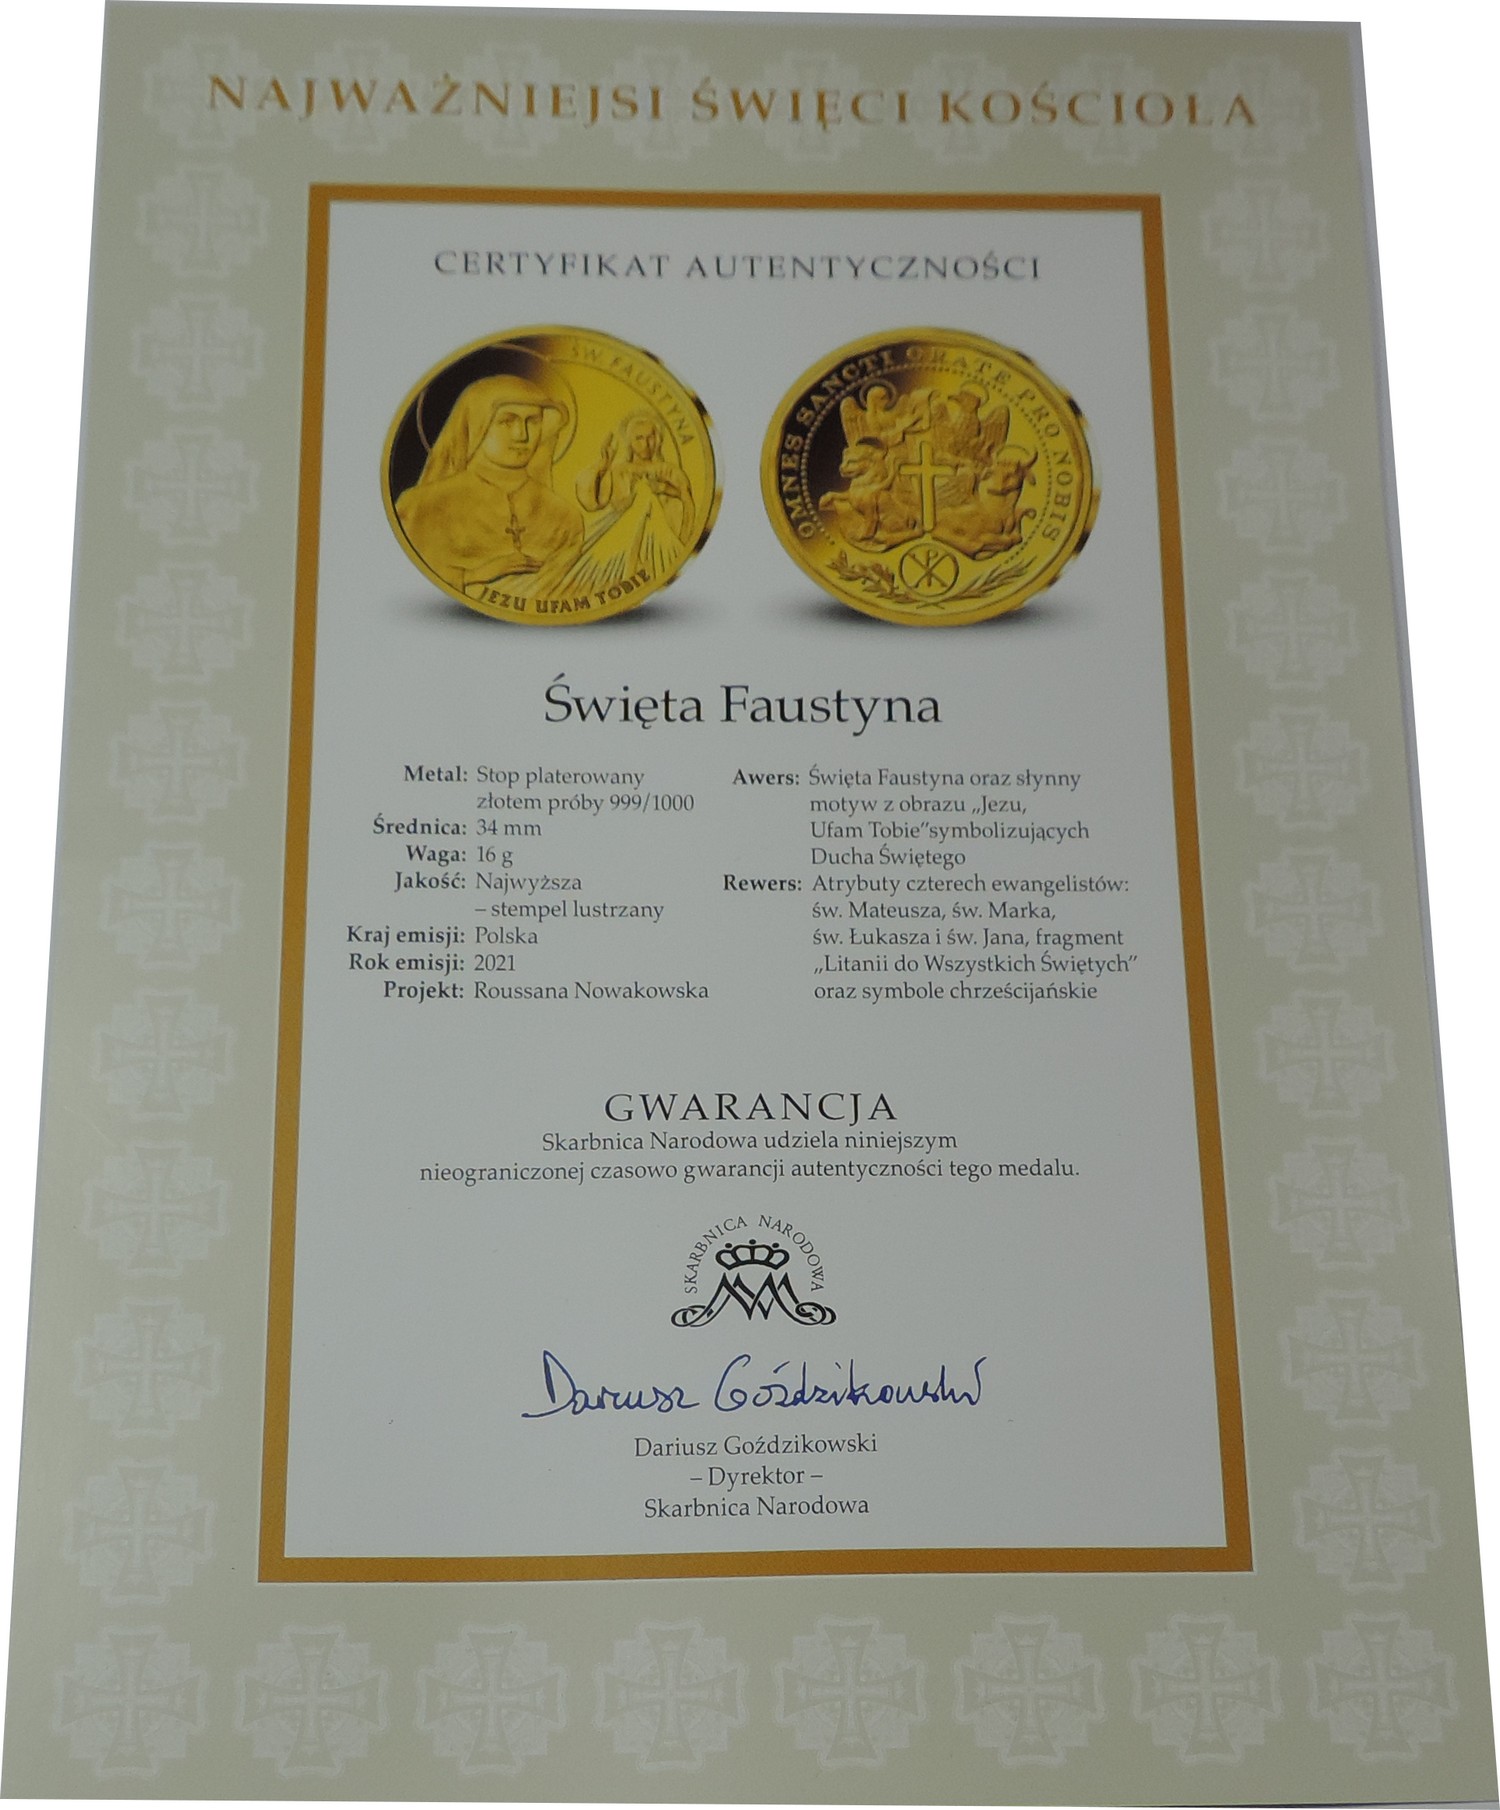 NAJWAŻNIEJSI ŚWIĘCI KOŚCIOŁA
CERTYFIKAT AUTENTYCZNOŚCI
ŚW. FAUSTYNA
JEZU UFAM TOBIE
OMNES SANCTI ORATE PRO NOBIS
Święta Faustyna
Metal: Stop platerowany
złotem próby 999/1000
Średnica: 34 mm
Waga: 16 g
Jakość: Najwyższa
– stempel lustrzany
Kraj emisji: Polska
Rok emisji: 2021
Projekt: Roussana Nowakowska
Awers: Święta Faustyna oraz słynny
motyw z obrazu „Jezu,
Ufam Tobie”symbolizujących
Ducha Świętego
Rewers: Atrybuty czterech ewangelistów:
św. Mateusza, św. Marka,
św. Łukasza i św. Jana, fragment
„Litanii do Wszystkich Świętych”
oraz symbole chrześcijańskie
GWARANCJA
Skarbnica Narodowa udziela niniejszym
nieograniczonej czasowo gwarancji autentyczności tego medalu.
SKARBNICA NARODOWA
Dariusz Goździkowski
Dariusz Goździkowski
– Dyrektor –
Skarbnica Narodowa